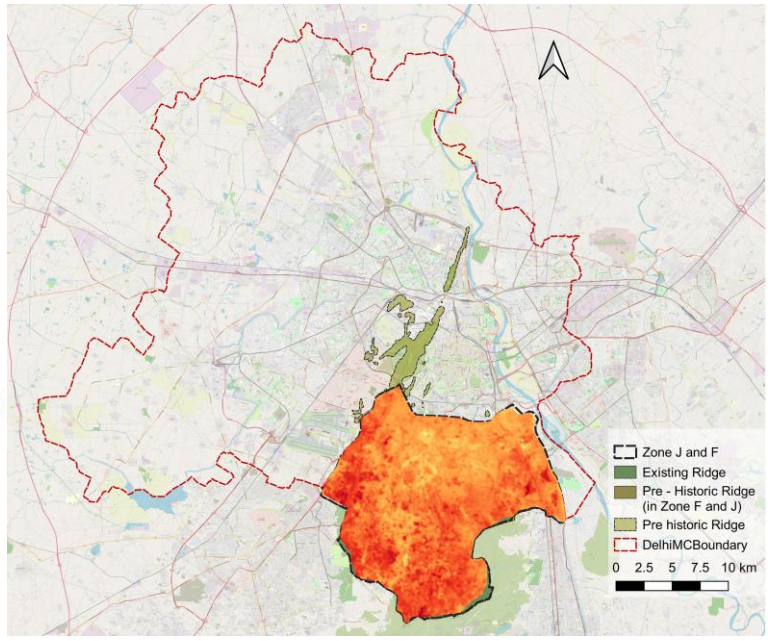 Zone J and F
Existing Ridge
Pre - Historic Ridge
(in Zone F and J)
Pre historic Ridge
DelhiMCBoundary
0 2.5 5 7.5 10 km